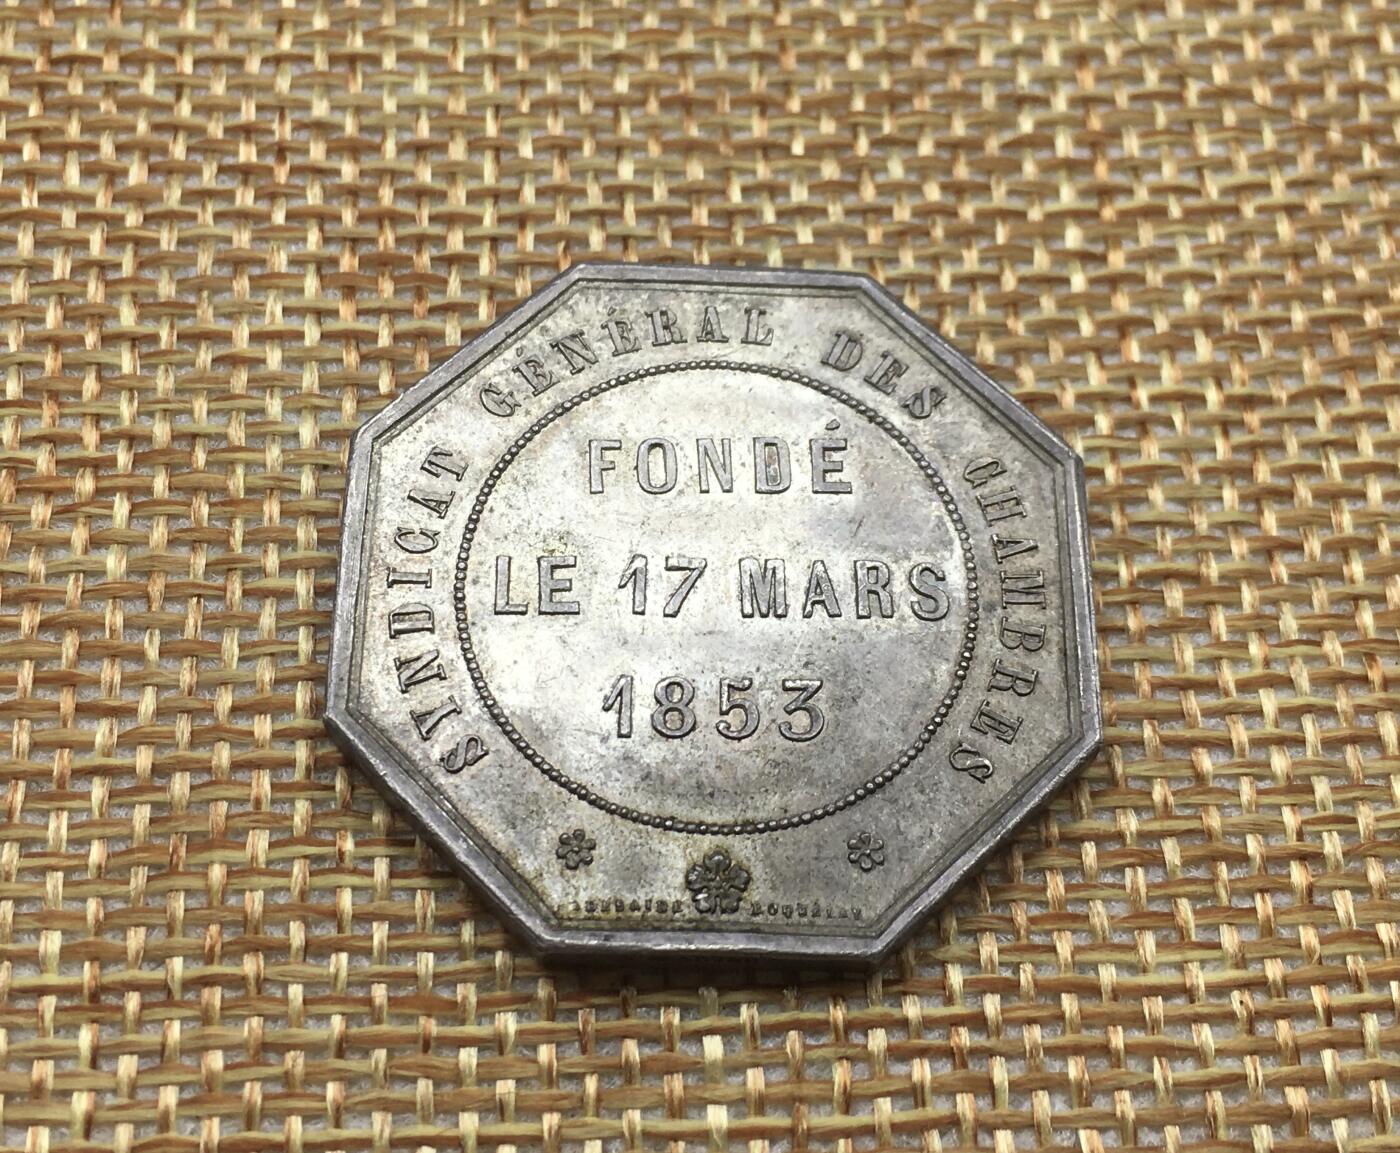 SYNDICAT GÉNÉRAL DES CHAMBRES
FONDÉ
LE 17 MARS
1853